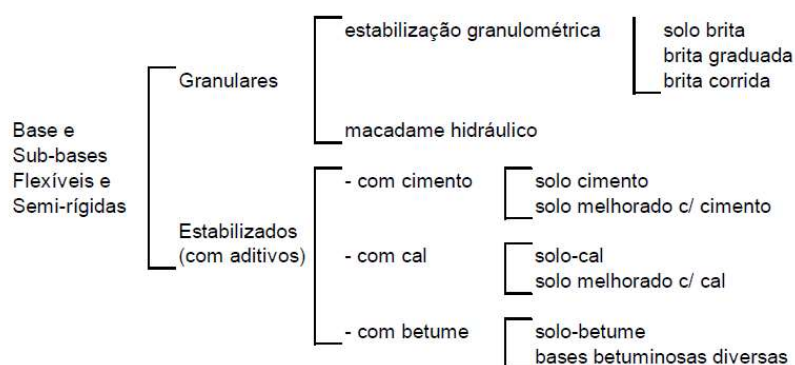 Base e
Sub-bases
Flexíveis e
Semi-rígidas
Granulares
estabilização granulométrica
solo brita
brita graduada
brita corrida
macadame hidráulico
Estabilizados
(com aditivos)
- com cimento
solo cimento
solo melhorado c/ cimento
- com cal
solo-cal
solo melhorado c/ cal
- com betume
solo-betume
bases betuminosas diversas